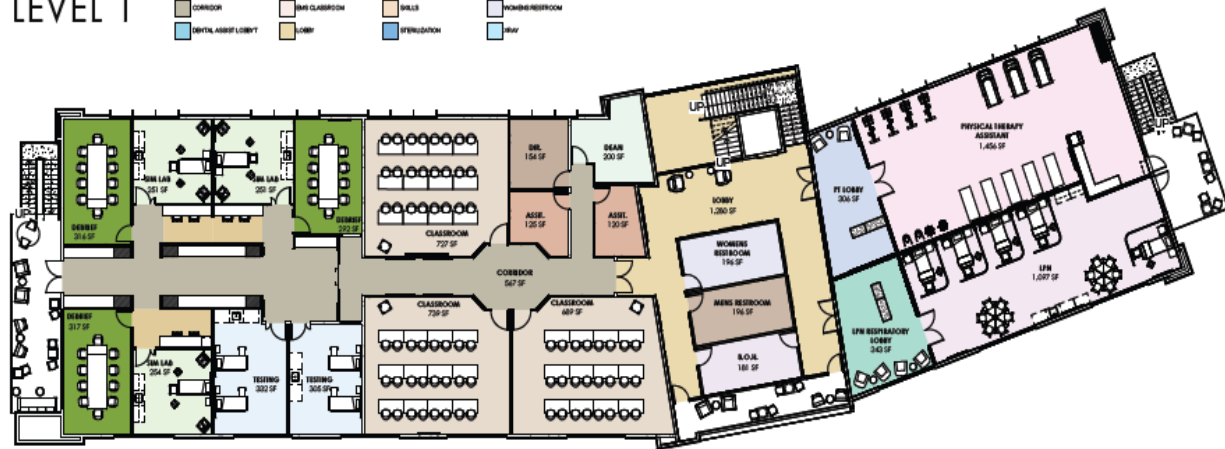 LEVEL 1
CORRIDOR
EMS CLASSROOM
SKILLS
WOMENS RESTROOM
DENTAL ASSIST LOBBY'T
LOBBY
STERILIZATION
XRAY
UP
DEBRIEF
316 SF
SIM LAB
251 SF
SIM LAB
251 SF
DEBRIEF
292 SF
CLASSROOM
727 SF
DIR.
154 SF
DEAN
200 SF
ASST.
125 SF
ASST.
120 SF
UP
UP
LOBBY
1,280 SF
WOMENS
RESTROOM
196 SF
MENS RESTROOM
196 SF
B.O.H.
181 SF
CORRIDOR
567 SF
DEBRIEF
317 SF
SIM LAB
254 SF
TESTING
332 SF
TESTING
305 SF
CLASSROOM
739 SF
CLASSROOM
689 SF
PT LOBBY
306 SF
PHYSICAL THERAPY
ASSISTANT
1,456 SF
UP
LPN
1,097 SF
LPN RESPIRATORY
LOBBY
343 SF